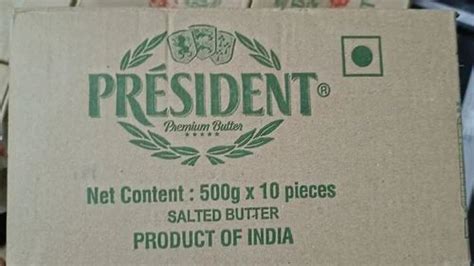 PRÉSIDENT®
Premium Butter
Net Content : 500g x 10 pieces
SALTED BUTTER
PRODUCT OF INDIA